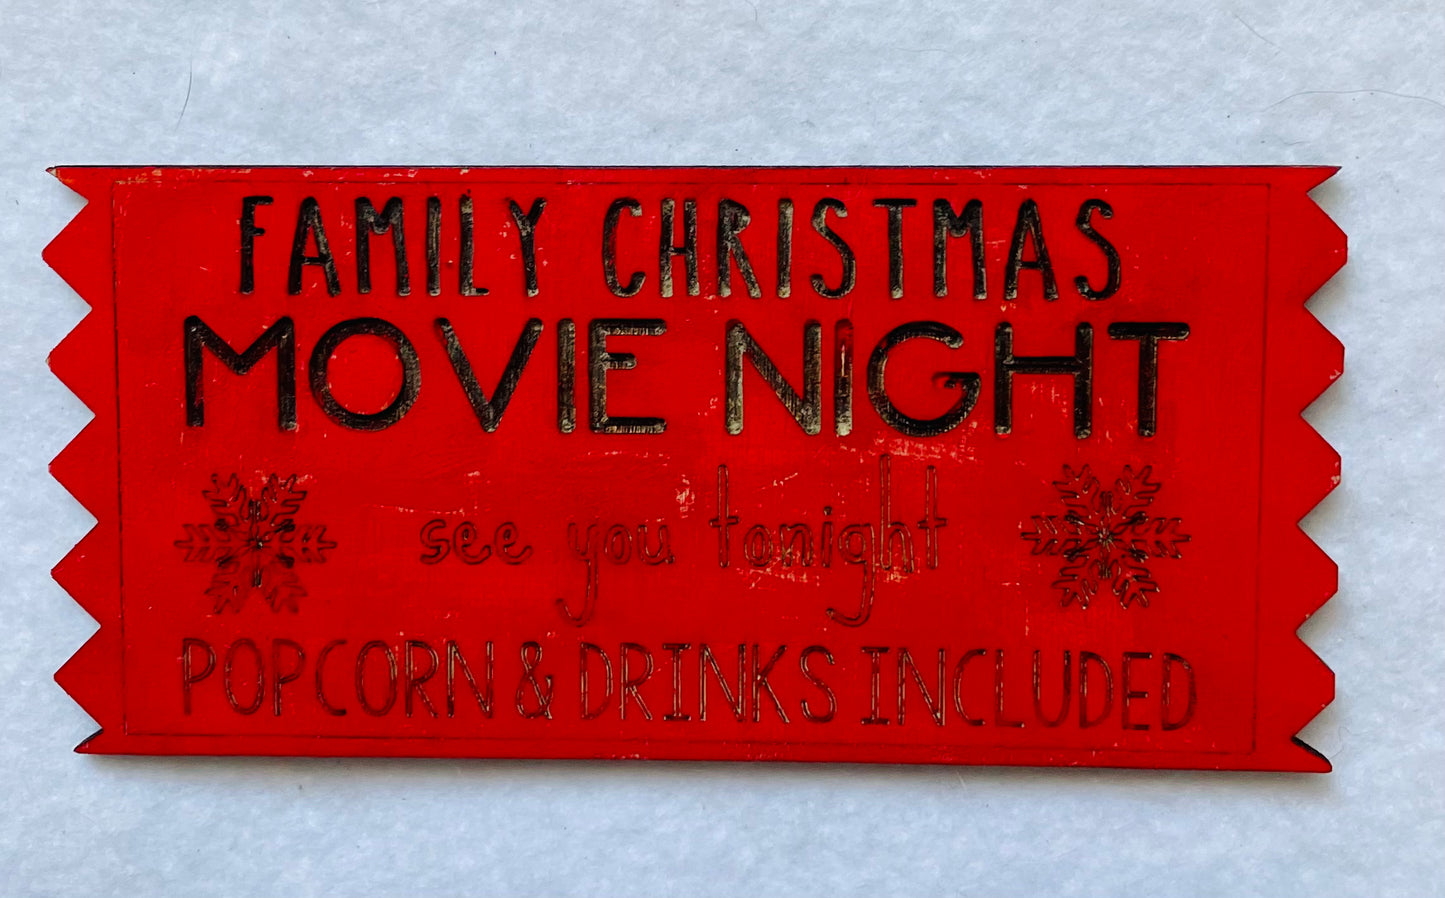 FAMILY CHRISTMAS
MOVIE NIGHT
see you tonight
POPCORN & DRINKS INCLUDED